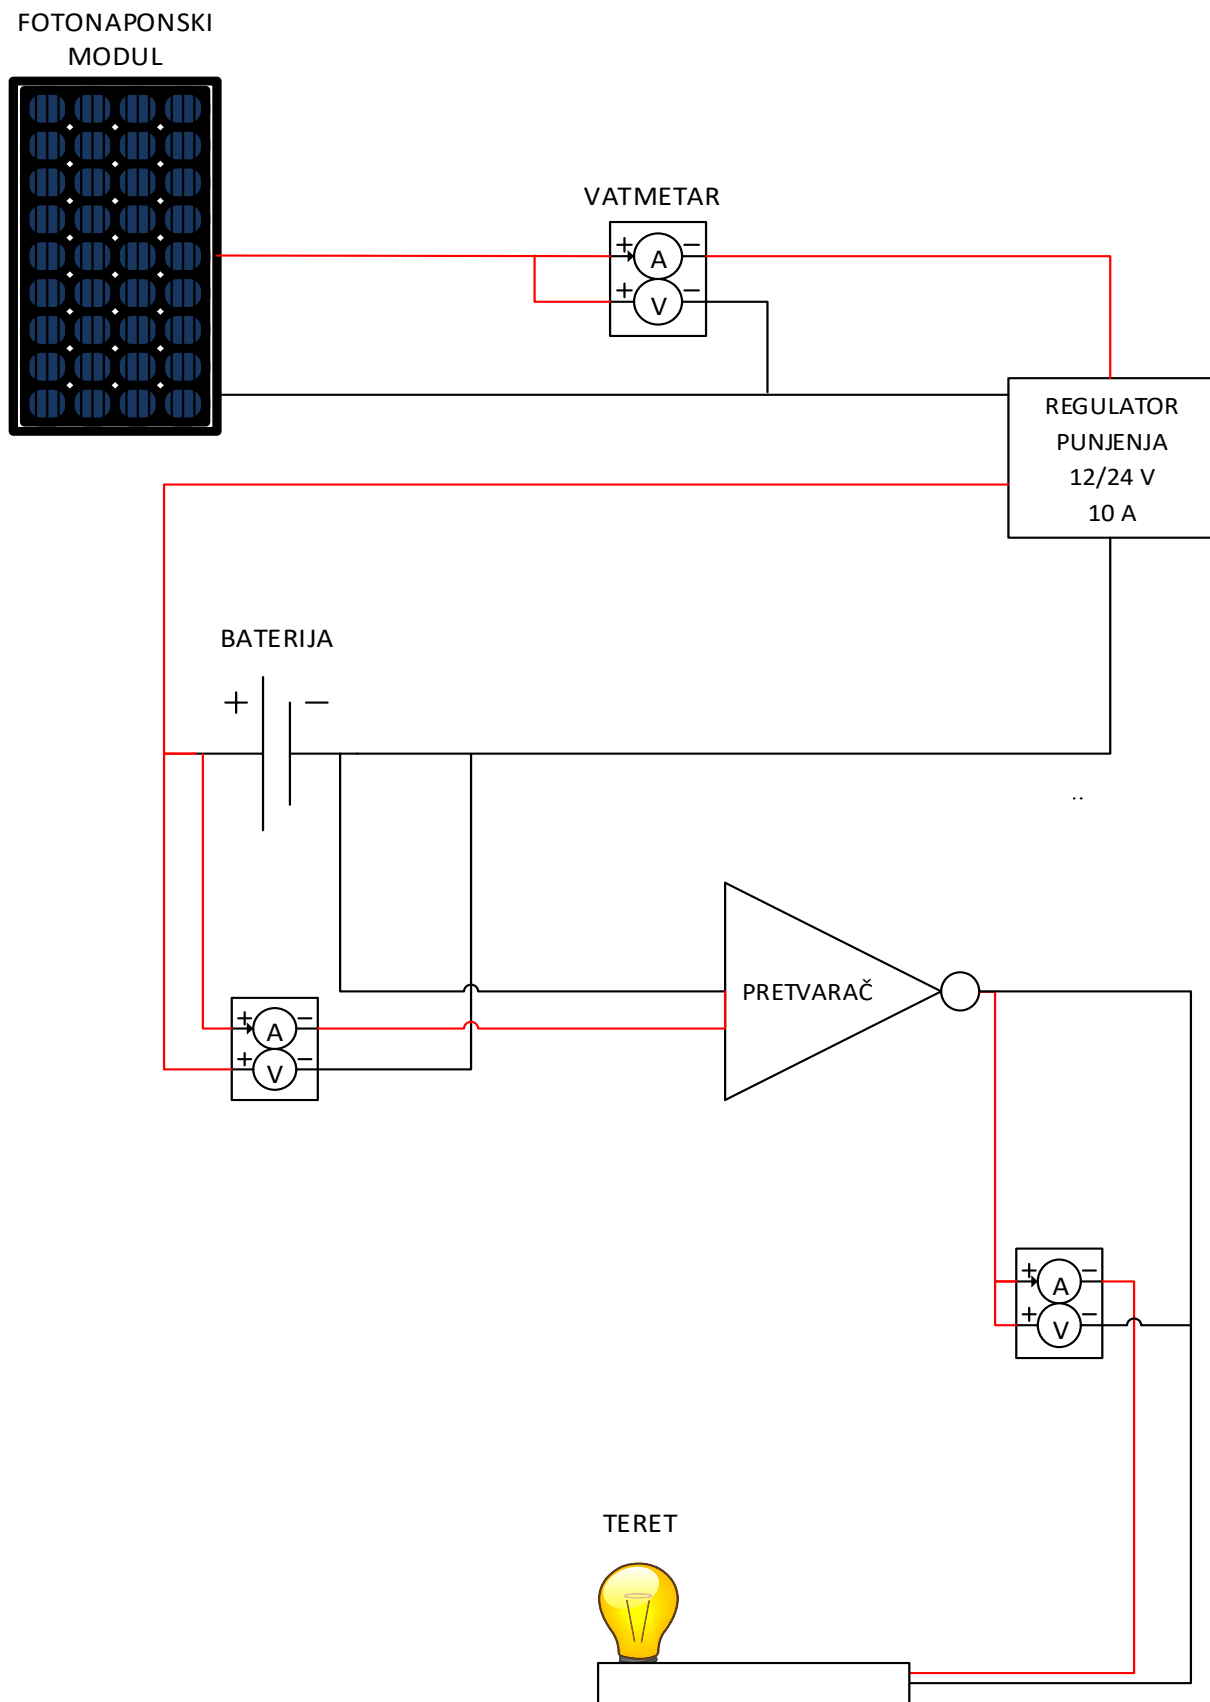 FOTONAPONSKI
MODUL
VATMETAR
+ A −
+ V −
REGULATOR
PUNJENJA
12/24 V
10 A
BATERIJA
+ −
..
PRETVARAČ
+ A −
+ V −
+ A −
+ V −
TERET